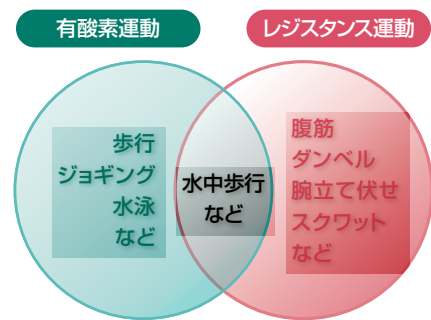 有酸素運動
レジスタンス運動
歩行
ジョギング
水泳
など
水中歩行
など
腹筋
ダンベル
腕立て伏せ
スクワット
など